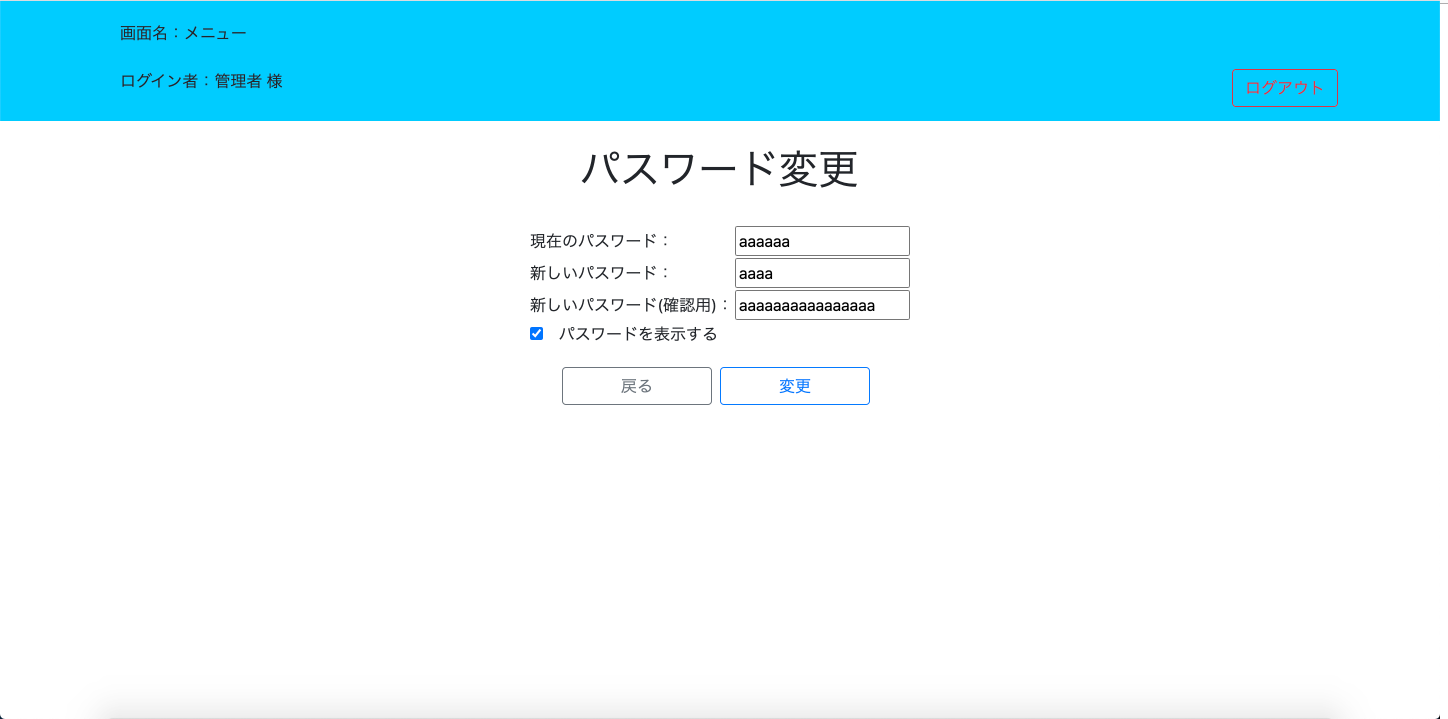 画面名：メニュー
ログイン者：管理者 様
ログアウト
パスワード変更
現在のパスワード： aaaaaa
新しいパスワード： aaaa
新しいパスワード(確認用)： aaaaaaaaaaaaaaaa
パスワードを表示する
戻る 変更